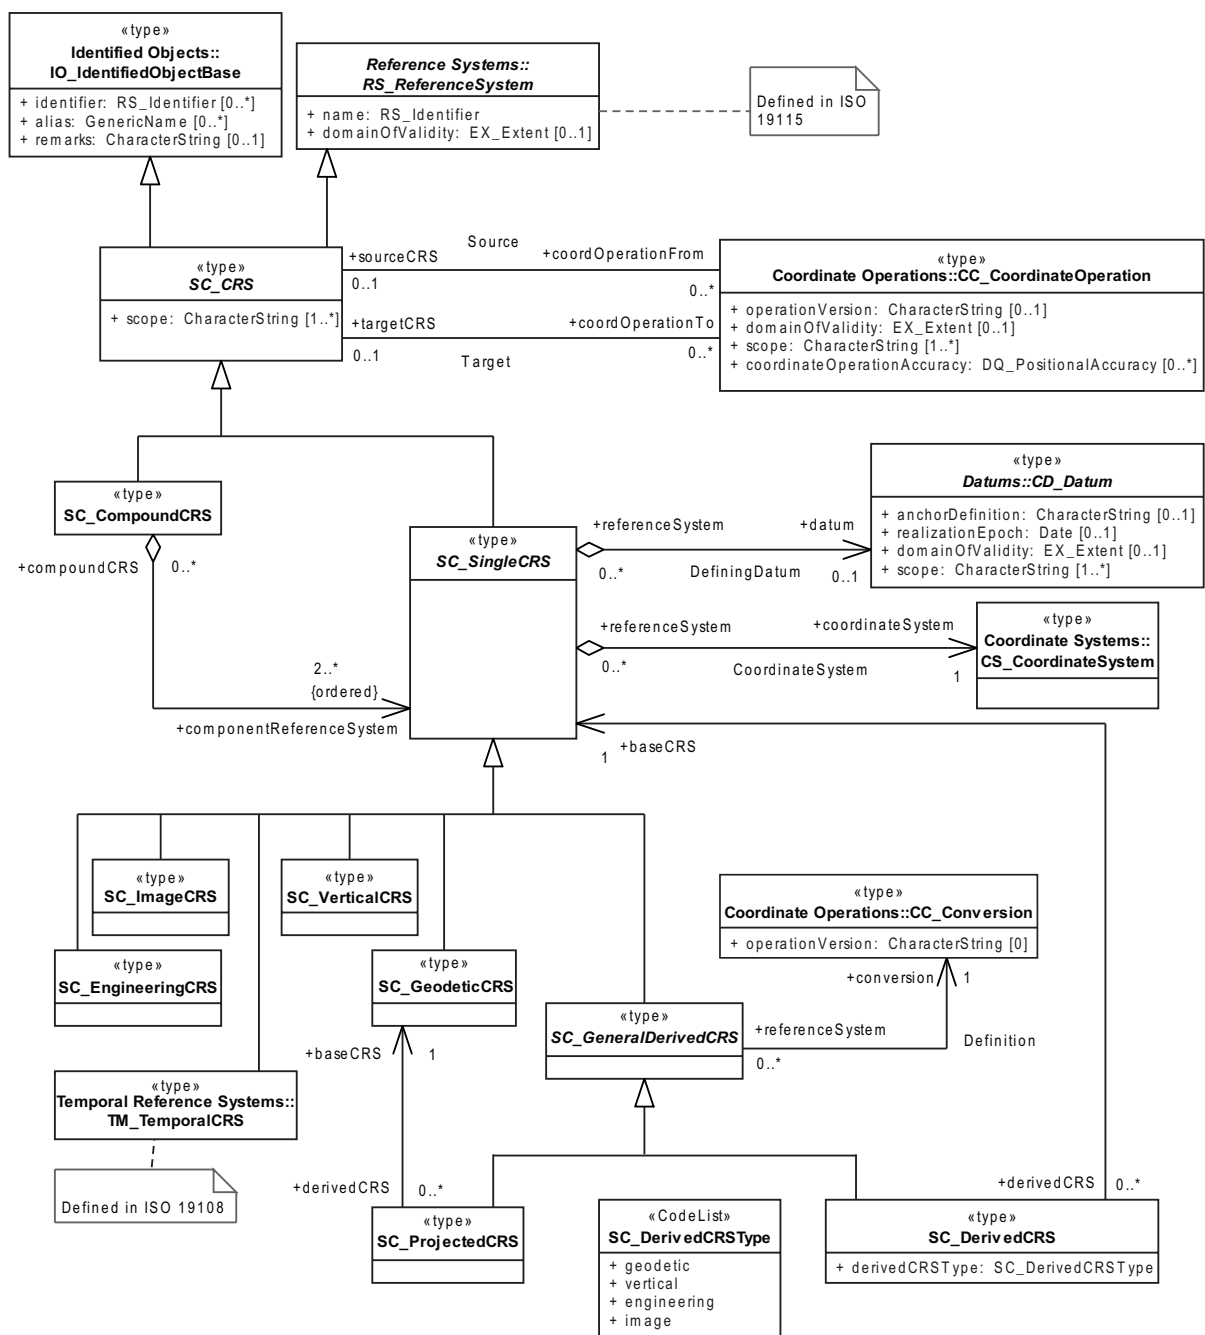 «type»
Identified Objects::
IO_IdentifiedObjectBase
+ identifier: RS_Identifier [0..*]
+ alias: GenericName [0..*]
+ remarks: CharacterString [0..1]
Reference Systems::
RS_ReferenceSystem
+ name: RS_Identifier
+ domainOfValidity: EX_Extent [0..1]
Defined in ISO
19115
«type»
SC_CRS
+ scope: CharacterString [1..*]
+sourceCRS
0..1
Source
+coordOperationFrom
0..*
+targetCRS
0..1
Target
+coordOperationTo
0..*
«type»
Coordinate Operations::CC_CoordinateOperation
+ operationVersion: CharacterString [0..1]
+ domainOfValidity: EX_Extent [0..1]
+ scope: CharacterString [1..*]
+ coordinateOperationAccuracy: DQ_PositionalAccuracy [0..*]
«type»
SC_CompoundCRS
+compoundCRS
0..*
2..*
{ordered}
+componentReferenceSystem
«type»
SC_SingleCRS
+referenceSystem
0..*
DefiningDatum
+datum
0..1
«type»
Datums::CD_Datum
+ anchorDefinition: CharacterString [0..1]
+ realizationEpoch: Date [0..1]
+ domainOfValidity: EX_Extent [0..1]
+ scope: CharacterString [1..*]
+referenceSystem
0..*
CoordinateSystem
+coordinateSystem
1
«type»
Coordinate Systems::
CS_CoordinateSystem
1
+baseCRS
«type»
SC_ImageCRS
«type»
SC_VerticalCRS
«type»
SC_EngineeringCRS
«type»
SC_GeodeticCRS
«type»
Coordinate Operations::CC_Conversion
+ operationVersion: CharacterString [0]
+conversion
1
«type»
SC_GeneralDerivedCRS
+referenceSystem
0..*
Definition
+baseCRS
1
«type»
Temporal Reference Systems::
TM_TemporalCRS
Defined in ISO 19108
+derivedCRS
0..*
«type»
SC_ProjectedCRS
«CodeList»
SC_DerivedCRSType
+ geodetic
+ vertical
+ engineering
+ image
+derivedCRS
0..*
«type»
SC_DerivedCRS
+ derivedCRSType: SC_DerivedCRSType